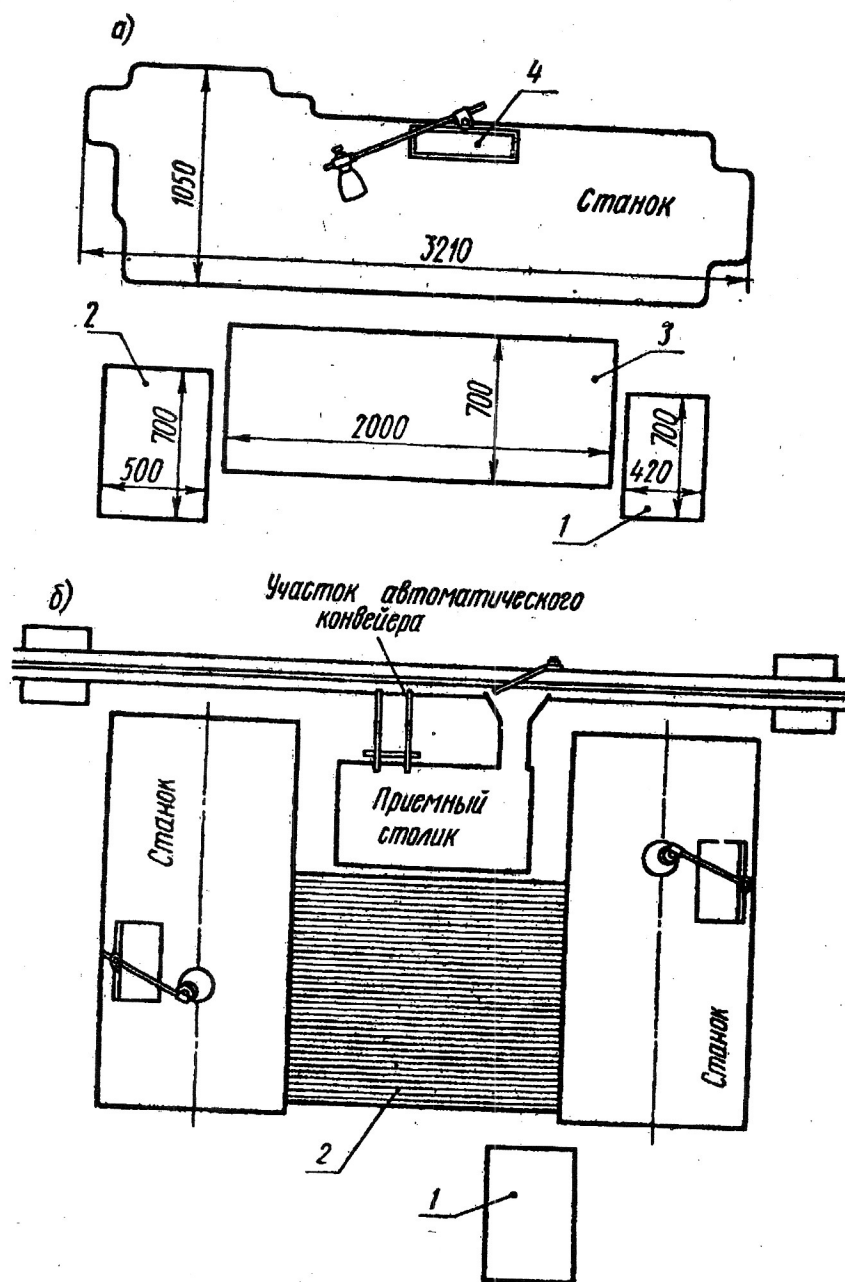 а)
4
1050
Станок
3210
2
3
700
700
700
2000
500
420
1
б)
Участок автоматического
конвейера
Станок
Приемный
столик
Станок
2
1